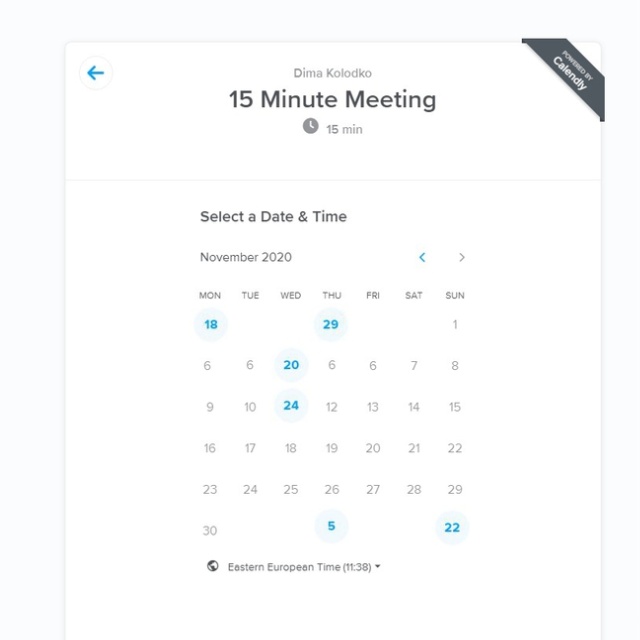 Dima Kolodko
POWERED BY
Calendly
15 Minute Meeting
15 min
Select a Date & Time
November 2020
MON TUE WED THU FRI SAT SUN
18 29 1
6 6 20 6 6 7 8
9 10 24 12 13 14 15
16 17 18 19 20 21 22
23 24 25 26 27 28 29
30 5 22
Eastern European Time (11:38)